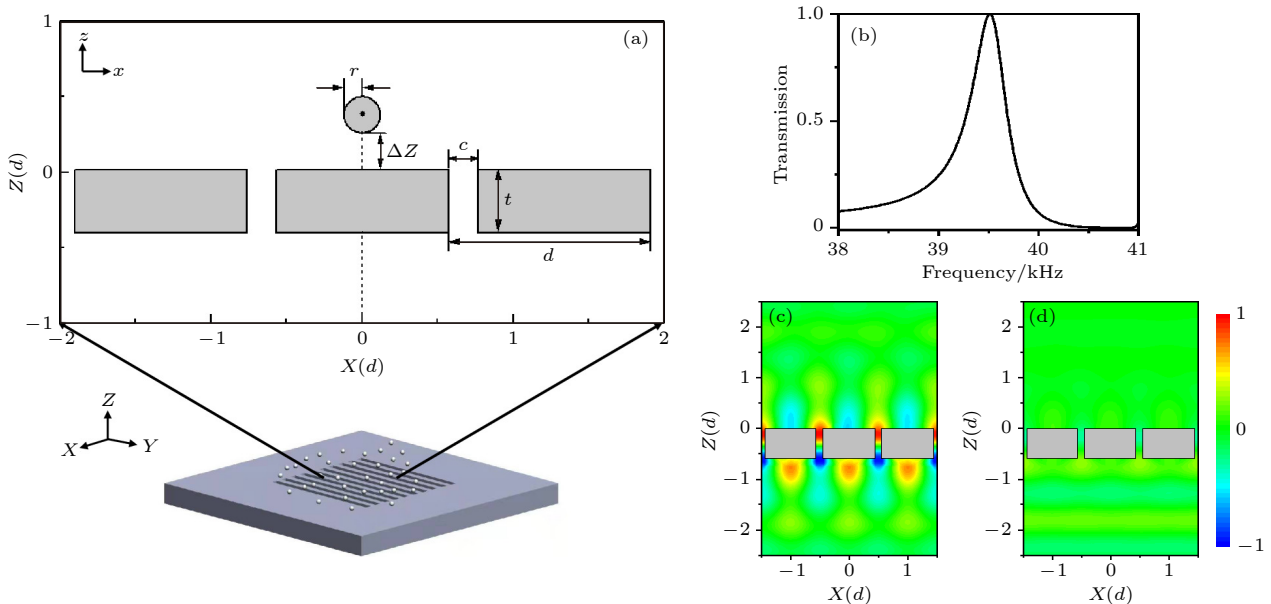 (a)
z
x
r
ΔZ
c
t
d
1
0
−1
Z(d)
−2
−1
0
1
2
X(d)
Z
X
Y
(b)
Transmission
1.0
0.5
0
38
39
40
41
Frequency/kHz
(c)
Z(d)
2
1
0
−1
−2
−1
0
1
X(d)
(d)
Z(d)
2
1
0
−1
−2
−1
0
1
X(d)
1
0
−1